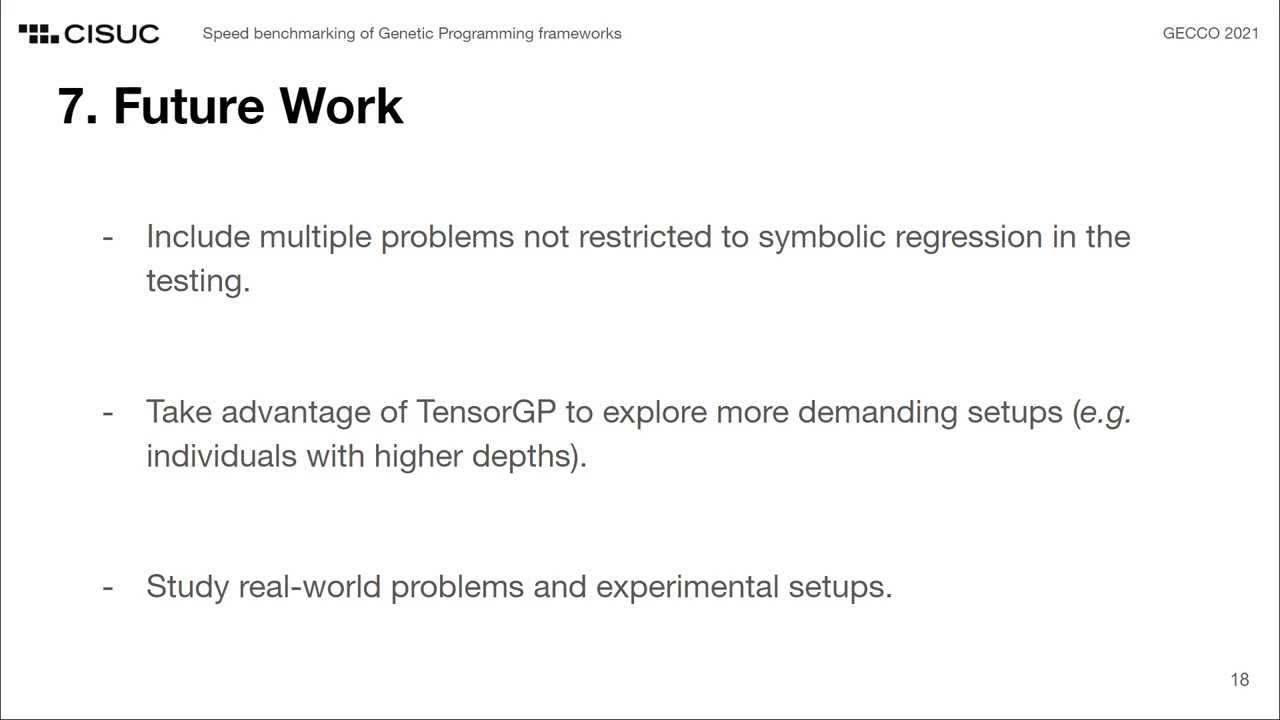 CISUC
Speed benchmarking of Genetic Programming frameworks
GECCO 2021
7. Future Work
- Include multiple problems not restricted to symbolic regression in the
testing.
- Take advantage of TensorGP to explore more demanding setups (e.g.
individuals with higher depths).
- Study real-world problems and experimental setups.
18